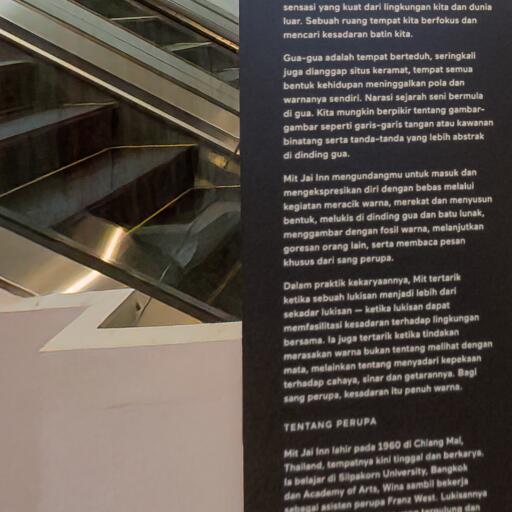 sensasi yang kuat dari lingkungan kita dan dunia
luar. Sebuah ruang tempat kita berfokus dan
mencari kesadaran batin kita.
Gua-gua adalah tempat berteduh, seringkali
juga dianggap situs keramat, tempat semua
bentuk kehidupan meninggalkan pola dan
warnanya sendiri. Narasi sejarah seni bermula
di gua. Kita mungkin berpikir tentang gambar-
gambar seperti garis-garis tangan atau kawanan
binatang serta tanda-tanda yang lebih abstrak
di dinding gua.
Mit Jai Inn mengundangmu untuk masuk dan
mengekspresikan diri dengan bebas melalui
kegiatan meracik warna, merekat dan menyusun
bentuk, melukis di dinding gua dan batu lunak,
menggambar dengan fosil warna, melanjutkan
goresan orang lain, serta membaca pesan
khusus dari sang perupa.
Dalam praktik kekaryaannya, Mit tertarik
ketika sebuah lukisan menjadi lebih dari
sekadar lukisan — ketika lukisan dapat
memfasilitasi kesadaran terhadap lingkungan
bersama. Ia juga tertarik ketika tindakan
merasakan warna bukan tentang melihat dengan
mata, melainkan tentang menyadari kepekaan
terhadap cahaya, sinar dan getarannya. Bagi
sang perupa, kesadaran itu penuh warna.
TENTANG PERUPA
Mit Jai Inn lahir pada 1960 di Chiang Mai,
Thailand, tempatnya kini tinggal dan berkarya.
Ia belajar di Silpakorn University, Bangkok
dan Academy of Arts, Wina sambil bekerja
sebagai asisten perupa Franz West. Lukisannya